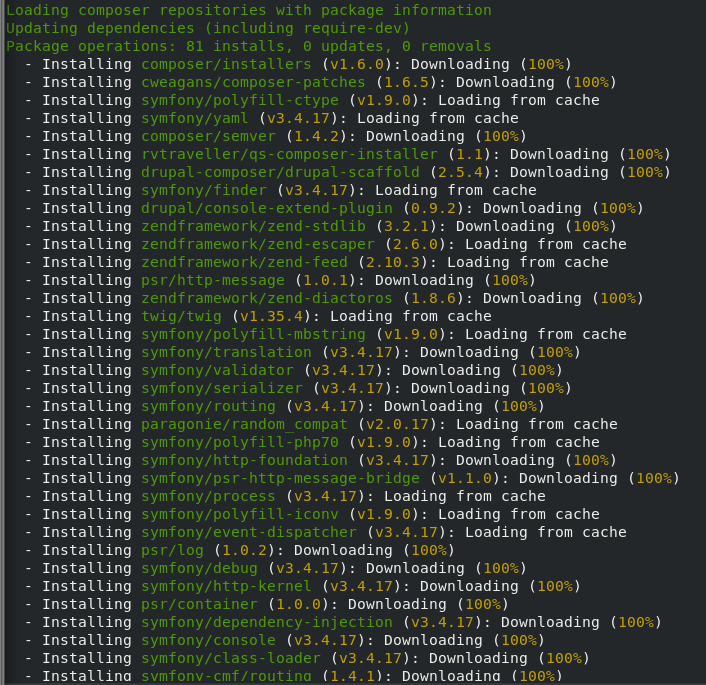 Loading composer repositories with package information
Updating dependencies (including require-dev)
Package operations: 81 installs, 0 updates, 0 removals
- Installing composer/installers (v1.6.0): Downloading (100%)
- Installing cweagans/composer-patches (1.6.5): Downloading (100%)
- Installing symfony/polyfill-ctype (v1.9.0): Loading from cache
- Installing symfony/yaml (v3.4.17): Loading from cache
- Installing composer/semver (1.4.2): Downloading (100%)
- Installing rvtraveller/qs-composer-installer (1.1): Downloading (100%)
- Installing drupal-composer/drupal-scaffold (2.5.4): Downloading (100%)
- Installing symfony/finder (v3.4.17): Loading from cache
- Installing drupal/console-extend-plugin (0.9.2): Downloading (100%)
- Installing zendframework/zend-stdlib (3.2.1): Downloading (100%)
- Installing zendframework/zend-escaper (2.6.0): Loading from cache
- Installing zendframework/zend-feed (2.10.3): Loading from cache
- Installing psr/http-message (1.0.1): Downloading (100%)
- Installing zendframework/zend-diactoros (1.8.6): Downloading (100%)
- Installing twig/twig (v1.35.4): Loading from cache
- Installing symfony/polyfill-mbstring (v1.9.0): Loading from cache
- Installing symfony/translation (v3.4.17): Downloading (100%)
- Installing symfony/validator (v3.4.17): Downloading (100%)
- Installing symfony/serializer (v3.4.17): Downloading (100%)
- Installing symfony/routing (v3.4.17): Downloading (100%)
- Installing paragonie/random_compat (v2.0.17): Loading from cache
- Installing symfony/polyfill-php70 (v1.9.0): Loading from cache
- Installing symfony/http-foundation (v3.4.17): Downloading (100%)
- Installing symfony/psr-http-message-bridge (v1.1.0): Downloading (100%)
- Installing symfony/process (v3.4.17): Loading from cache
- Installing symfony/polyfill-iconv (v1.9.0): Loading from cache
- Installing symfony/event-dispatcher (v3.4.17): Loading from cache
- Installing psr/log (1.0.2): Downloading (100%)
- Installing symfony/debug (v3.4.17): Downloading (100%)
- Installing symfony/http-kernel (v3.4.17): Downloading (100%)
- Installing psr/container (1.0.0): Downloading (100%)
- Installing symfony/dependency-injection (v3.4.17): Downloading (100%)
- Installing symfony/console (v3.4.17): Downloading (100%)
- Installing symfony/class-loader (v3.4.17): Downloading (100%)
- Installing symfony-cmf/routing (1.4.1): Downloading (100%)